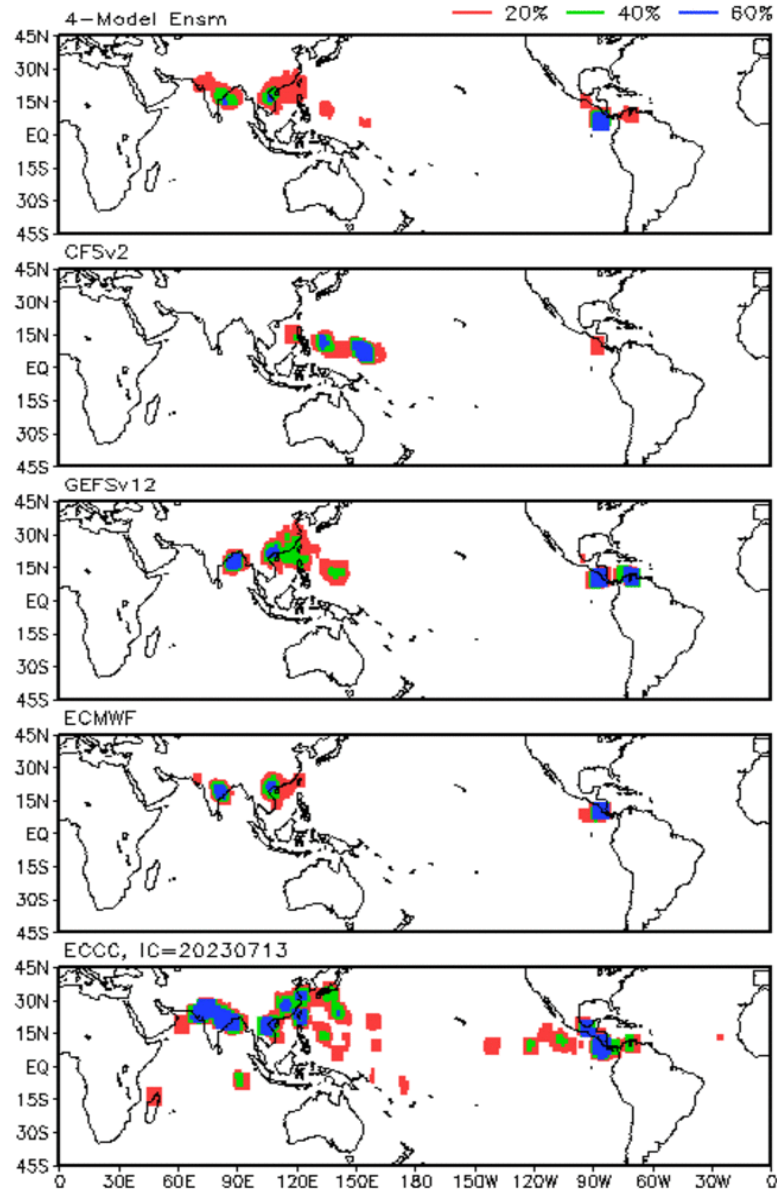 20% 40% 60%
4-Model Ensm
45N
30N
15N
EQ
15S
30S
45S
CFSv2
45N
30N
15N
EQ
15S
30S
45S
GEFSv12
45N
30N
15N
EQ
15S
30S
45S
ECMWF
45N
30N
15N
EQ
15S
30S
45S
ECCC, IC=20230713
45N
30N
15N
EQ
15S
30S
45S
0 30E 60E 90E 120E 150E 180 150W 120W 90W 60W 30W 0